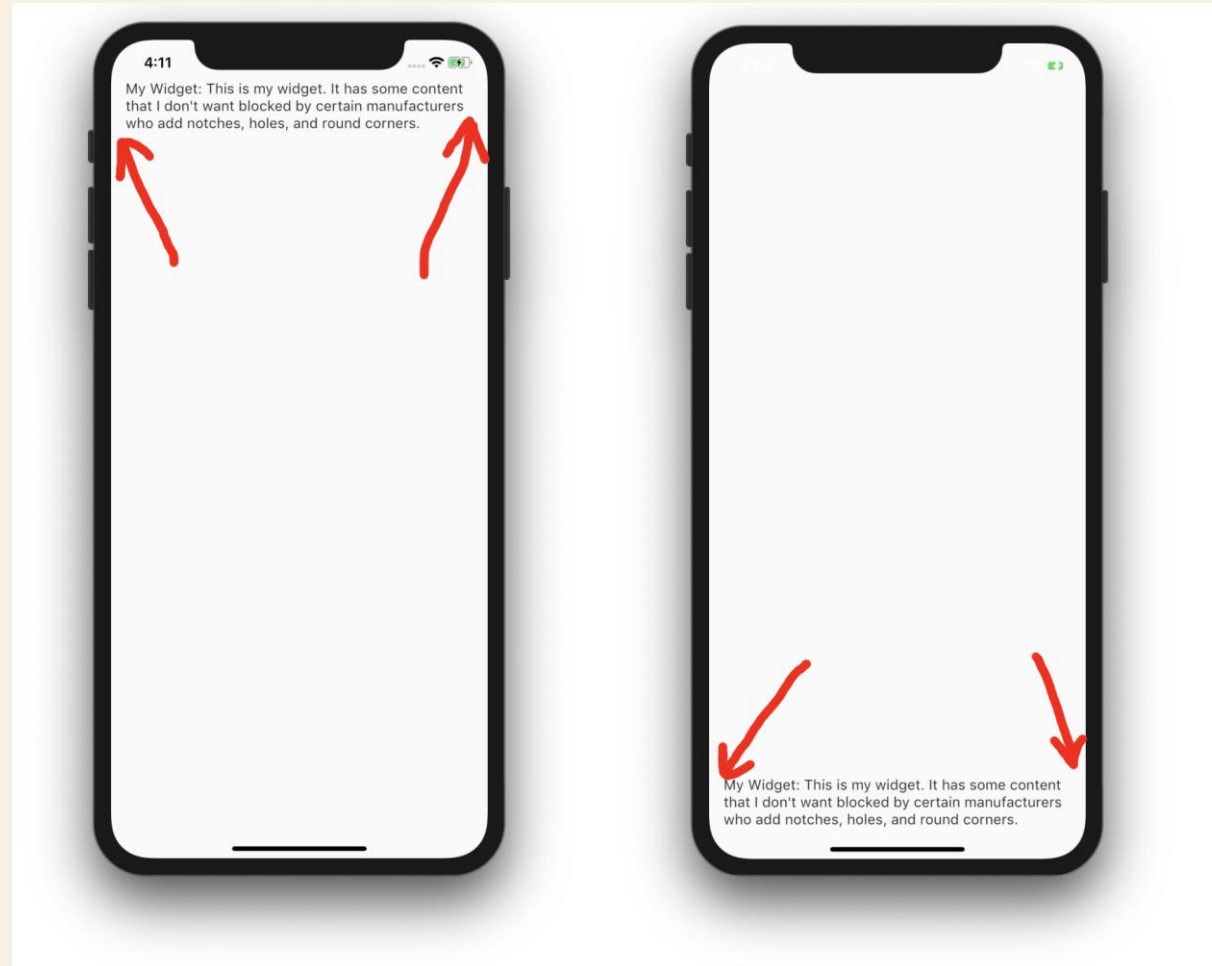 4:11
My Widget: This is my widget. It has some content
that I don't want blocked by certain manufacturers
who add notches, holes, and round corners.
My Widget: This is my widget. It has some content
that I don't want blocked by certain manufacturers
who add notches, holes, and round corners.